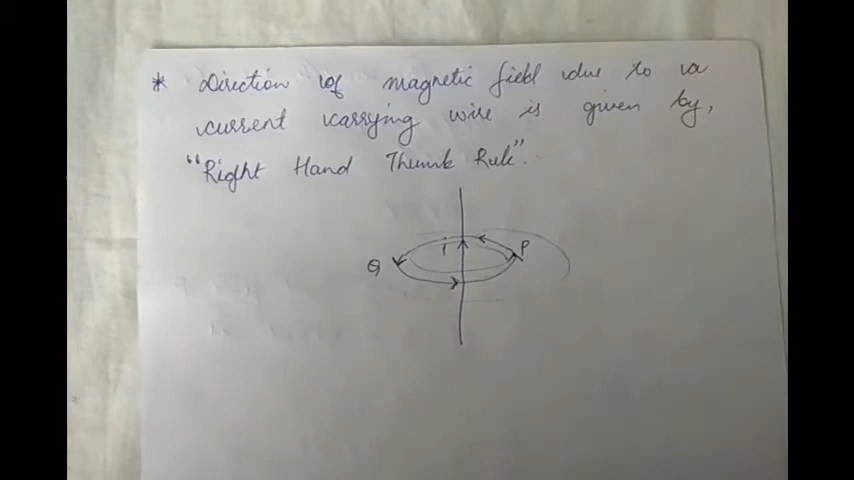 * Direction of magnetic field due to a
current carrying wire is given by,
"Right Hand Thumb Rule".
i P
Q